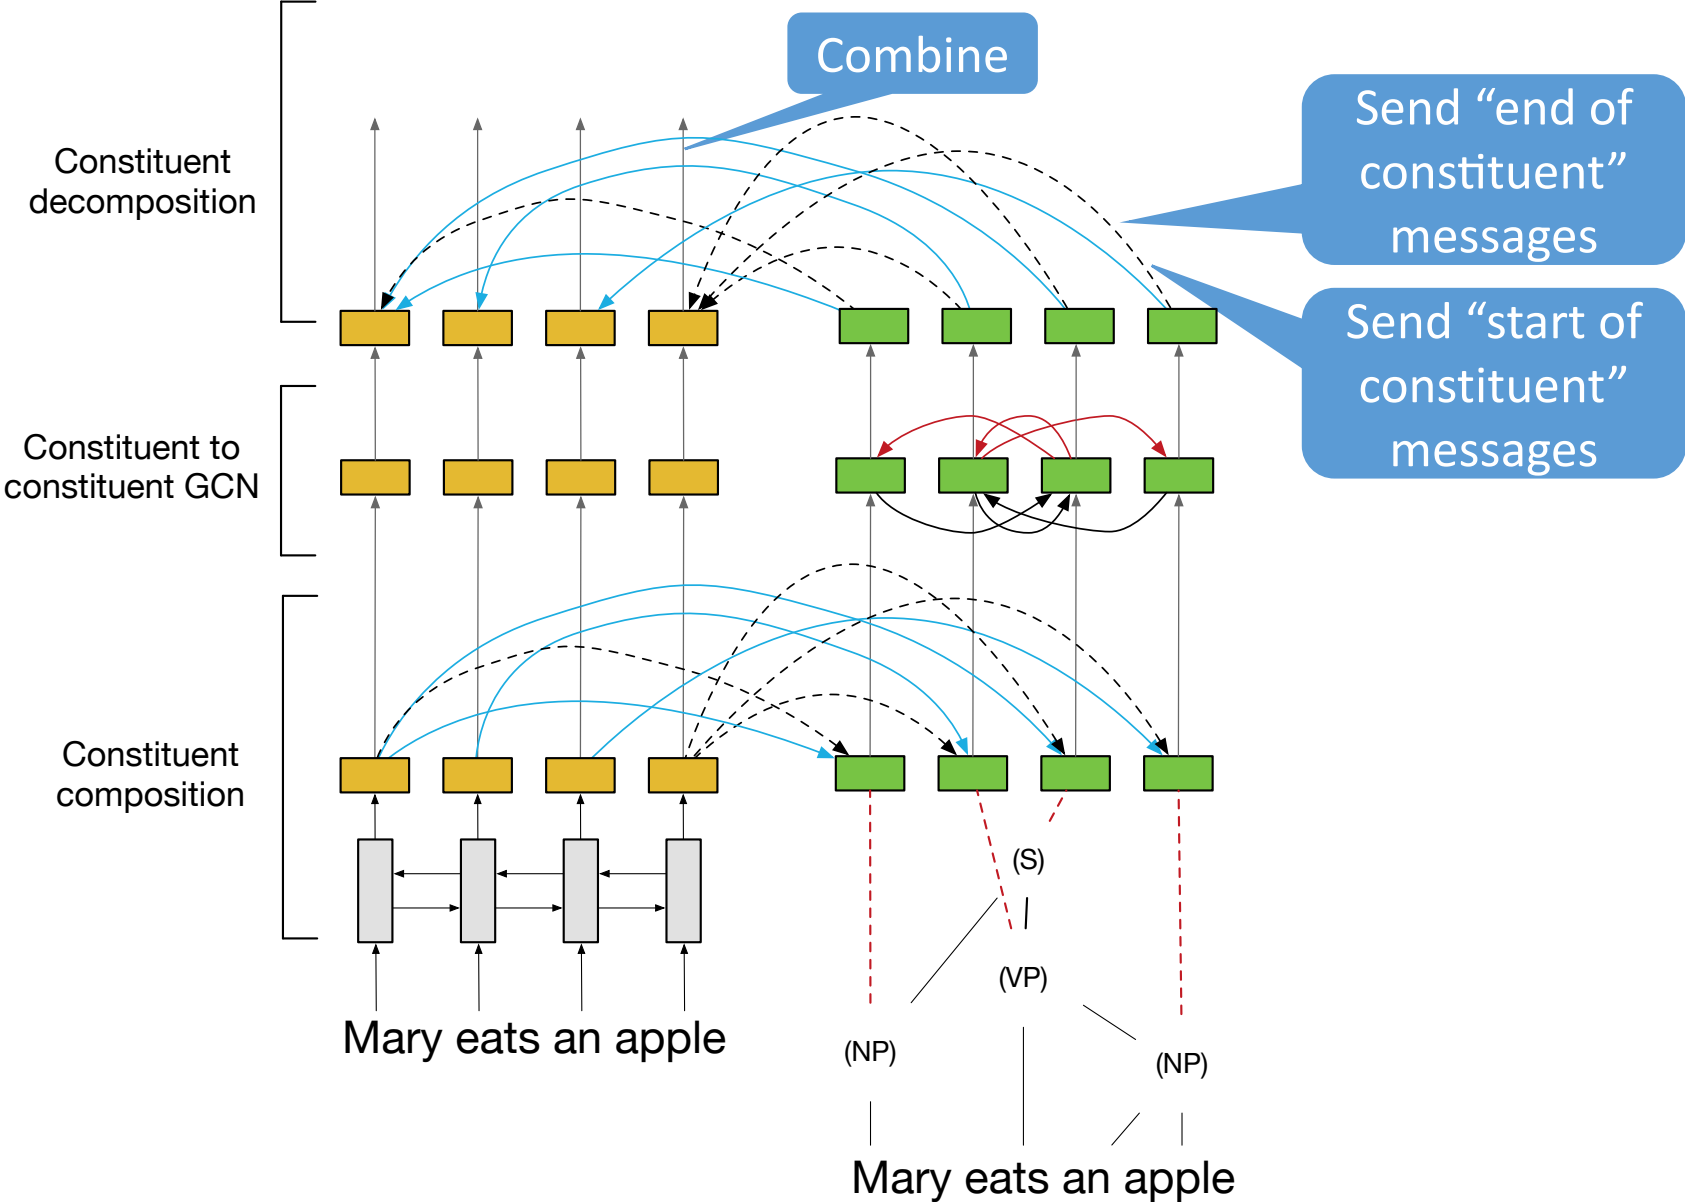 Combine
Send “end of
constituent”
messages
Constituent
decomposition
Send “start of
constituent”
messages
Constituent to
constituent GCN
Constituent
composition
(S)
(VP)
Mary eats an apple
(NP)
(NP)
Mary eats an apple